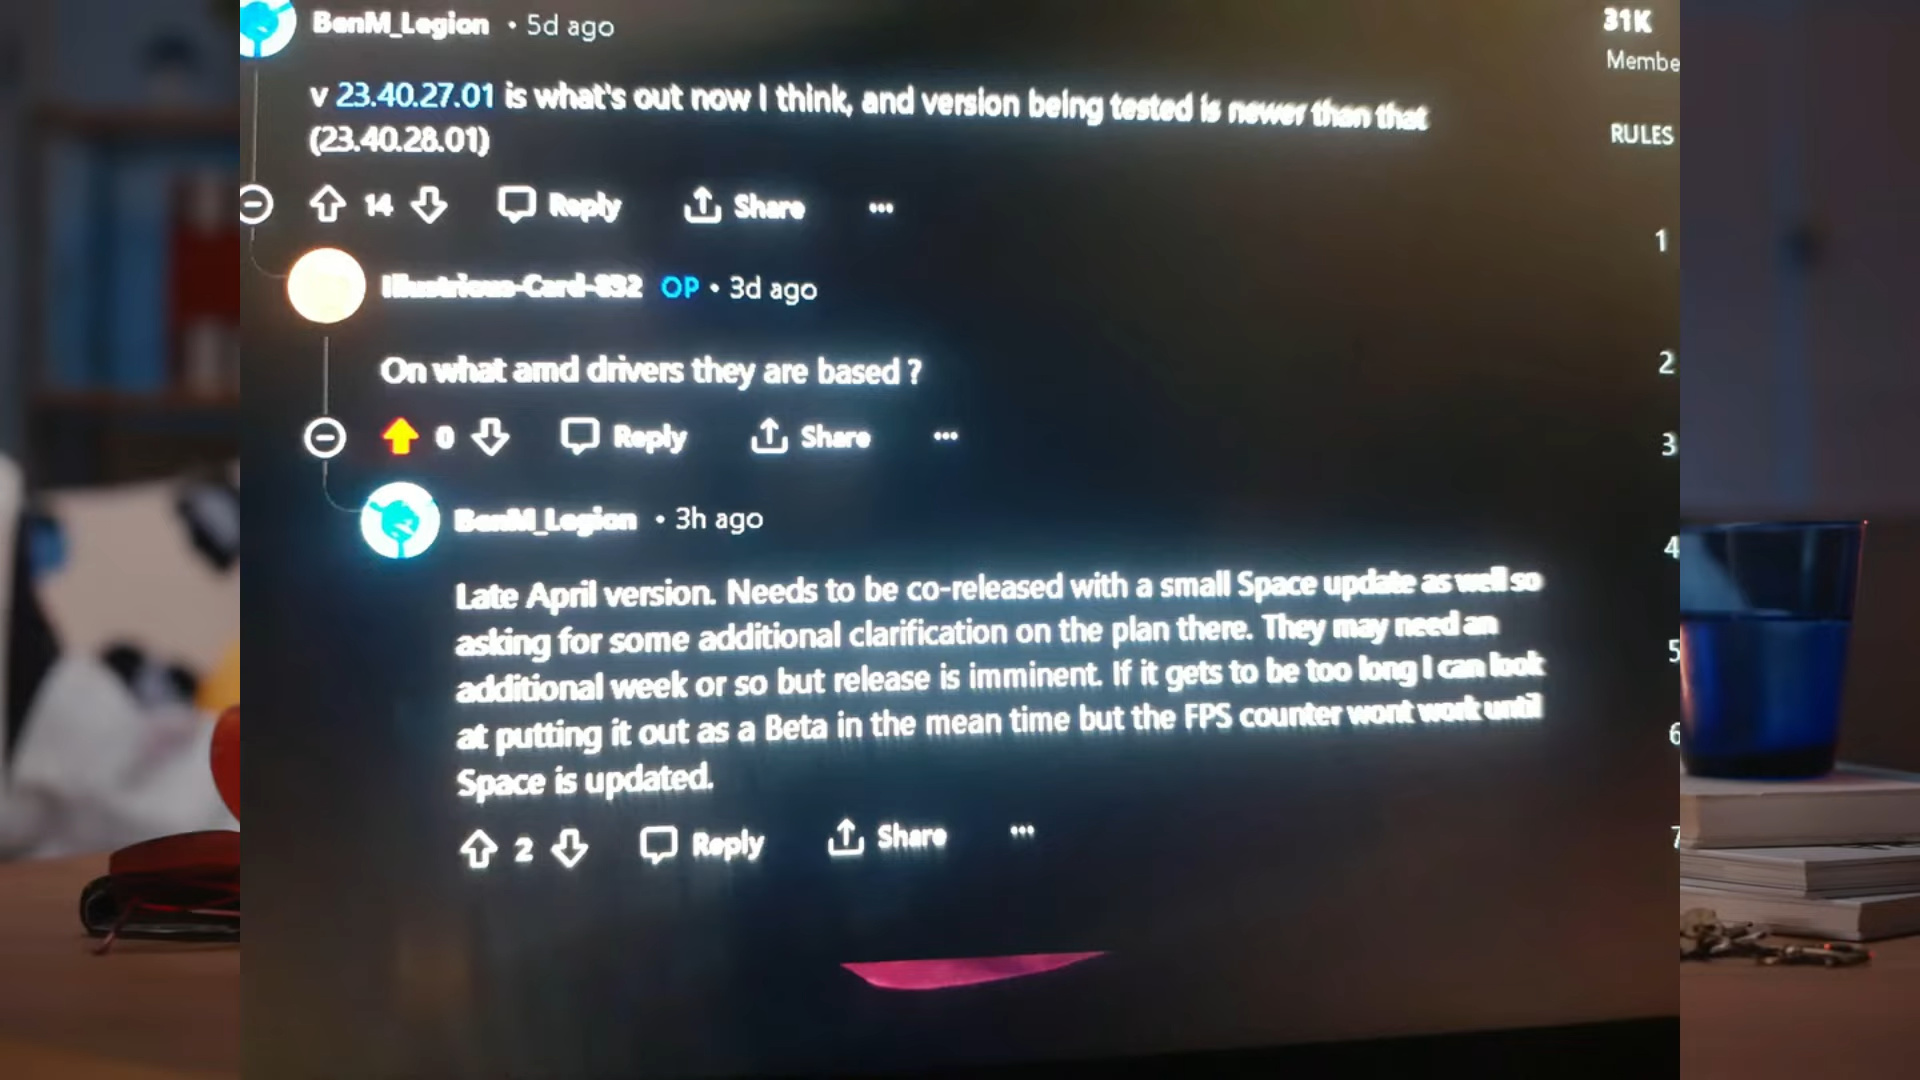 BenM_Legion • 5d ago
31K
Membe
v 23.40.27.01 is what's out now I think, and version being tested is newer than that
(23.40.28.01)
RULES
14 Reply Share ...
1
Illustrious-Card-832 OP • 3d ago
On what amd drivers they are based ?
2
0 Reply Share ...
3
BenM_Legion • 3h ago
4
Late April version. Needs to be co-released with a small Space update as well so
asking for some additional clarification on the plan there. They may need an
5
additional week or so but release is imminent. If it gets to be too long I can look
at putting it out as a Beta in the mean time but the FPS counter wont work until
6
Space is updated.
2 Reply Share ...
7